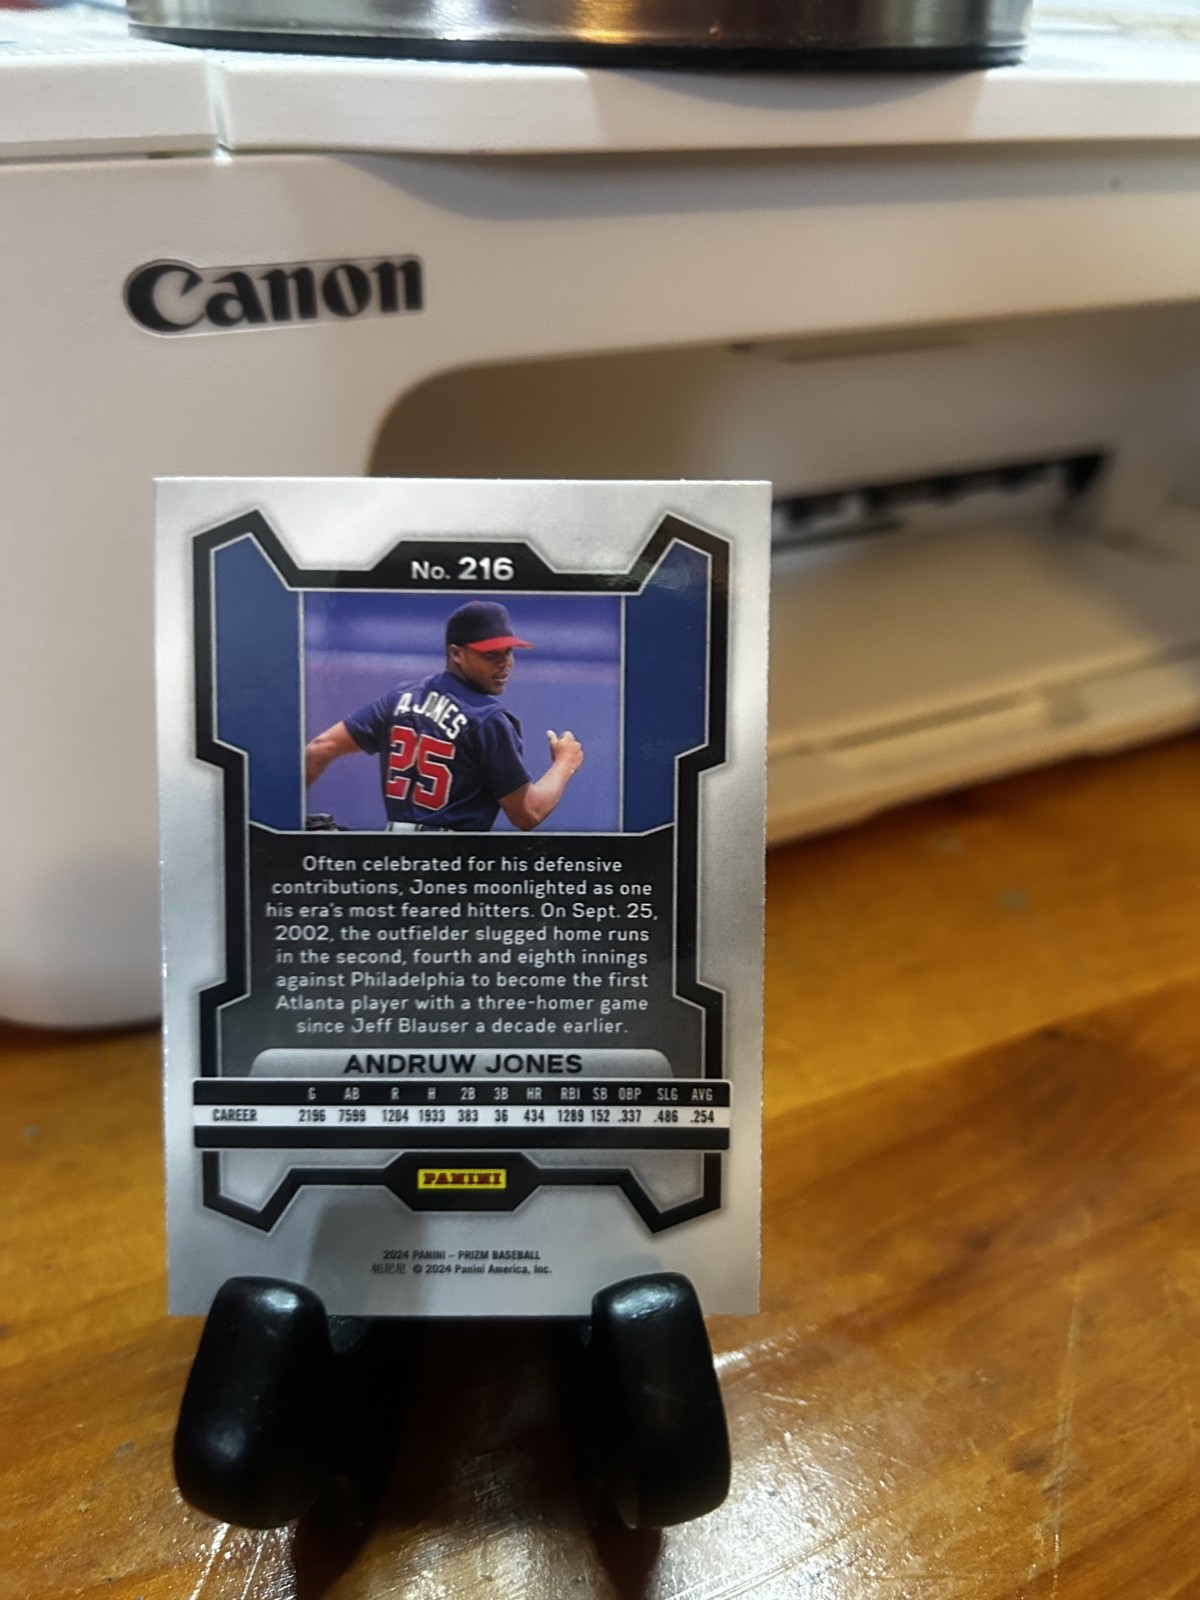 Canon
No. 216
A. JONES
25
Often celebrated for his defensive
contributions, Jones moonlighted as one
his era's most feared hitters. On Sept. 25,
2002, the outfielder slugged home runs
in the second, fourth and eighth innings
against Philadelphia to become the first
Atlanta player with a three-homer game
since Jeff Blauser a decade earlier.
ANDRUW JONES
G AB R H 2B 3B HR RBI SB OBP SLG AVG
CAREER 2196 7599 1204 1933 383 36 434 1289 152 .337 .486 .254
PANINI
2024 PANINI – PRIZM BASEBALL
帕尼尼 © 2024 Panini America, Inc.